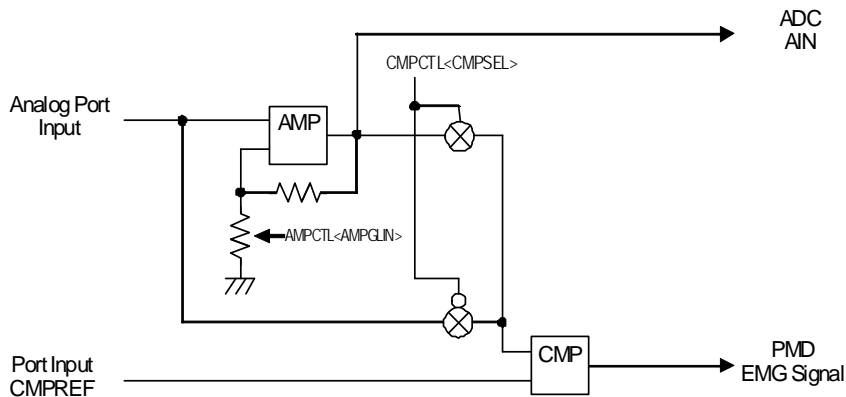 ADC
AIN
CMPCTL<CMPSEL>
Analog Port
Input
AMP
AMPCTL<AMPGLIN>
CMP
PMD
EMG Signal
Port Input
CMPREF